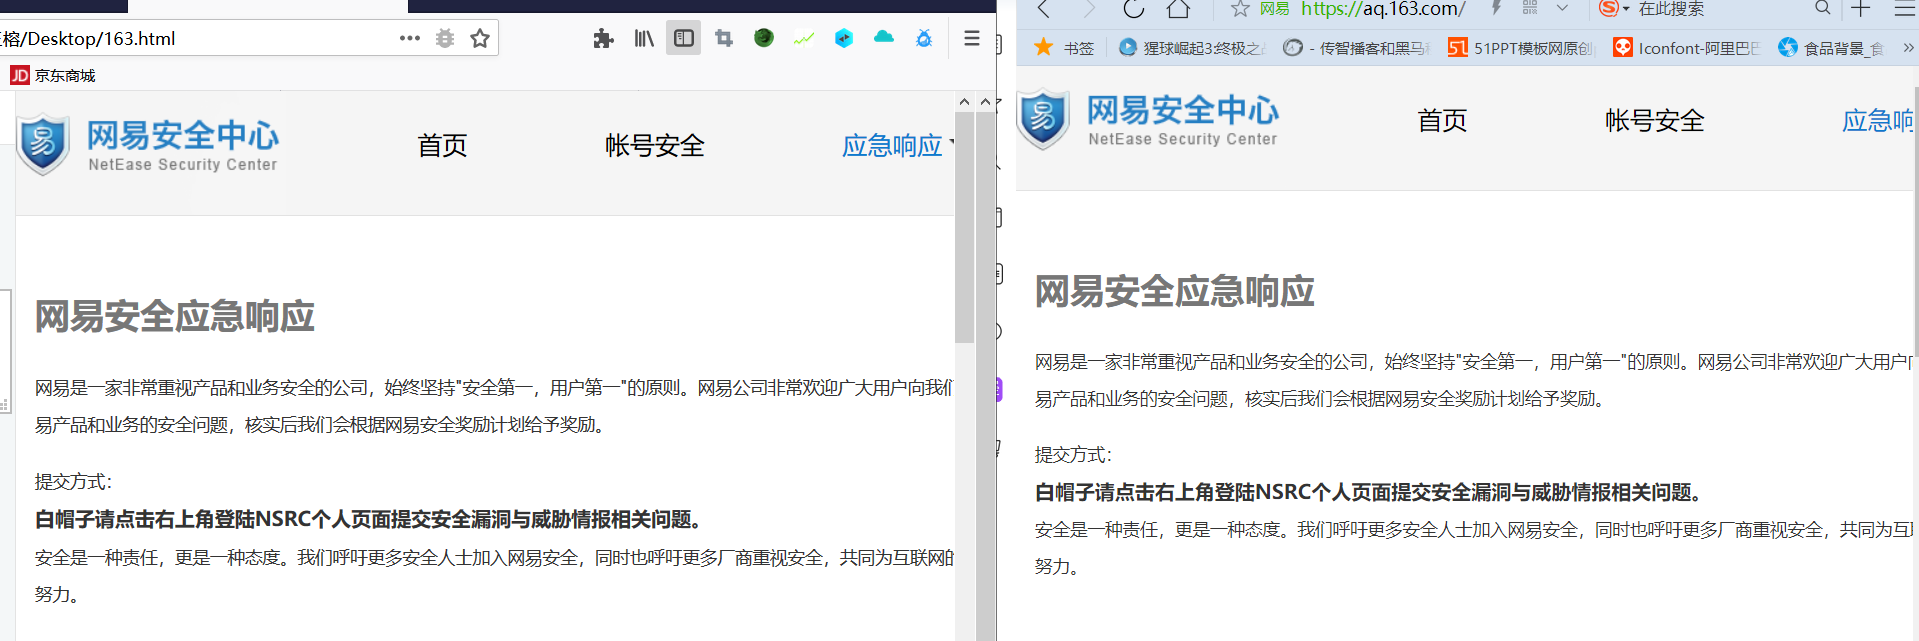 E榕/Desktop/163.html
JD 京东商城
网易安全中心
NetEase Security Center
首页 帐号安全 应急响应
网易安全应急响应
网易是一家非常重视产品和业务安全的公司，始终坚持"安全第一，用户第一"的原则。网易公司非常欢迎广大用户向我们
易产品和业务的安全问题，核实后我们会根据网易安全奖励计划给予奖励。
提交方式：
白帽子请点击右上角登陆NSRC个人页面提交安全漏洞与威胁情报相关问题。
安全是一种责任，更是一种态度。我们呼吁更多安全人士加入网易安全，同时也呼吁更多厂商重视安全，共同为互联网的
努力。
网易 https://aq.163.com/ 在此搜索
书签 猩球崛起3:终极之 - 传智播客和黑马 51PPT模板网原创 Iconfont-阿里巴巴 食品背景_食
网易安全中心
NetEase Security Center
首页 帐号安全 应急响
网易安全应急响应
网易是一家非常重视产品和业务安全的公司，始终坚持"安全第一，用户第一"的原则。网易公司非常欢迎广大用户向
易产品和业务的安全问题，核实后我们会根据网易安全奖励计划给予奖励。
提交方式：
白帽子请点击右上角登陆NSRC个人页面提交安全漏洞与威胁情报相关问题。
安全是一种责任，更是一种态度。我们呼吁更多安全人士加入网易安全，同时也呼吁更多厂商重视安全，共同为互
努力。